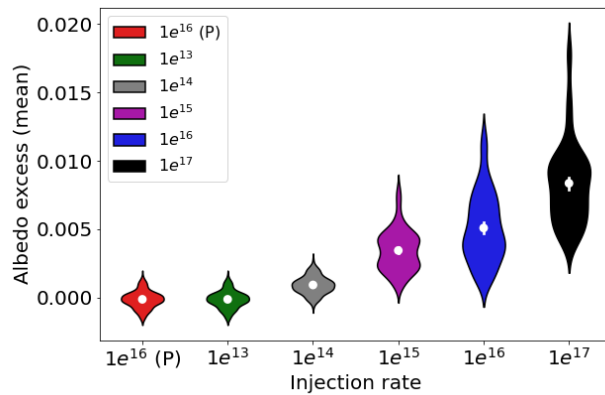 0.020
0.015
0.010
0.005
0.000
Albedo excess (mean)
1e¹⁶ (P)
1e¹³
1e¹⁴
1e¹⁵
1e¹⁶
1e¹⁷
1e¹⁶ (P) 1e¹³ 1e¹⁴ 1e¹⁵ 1e¹⁶ 1e¹⁷
Injection rate